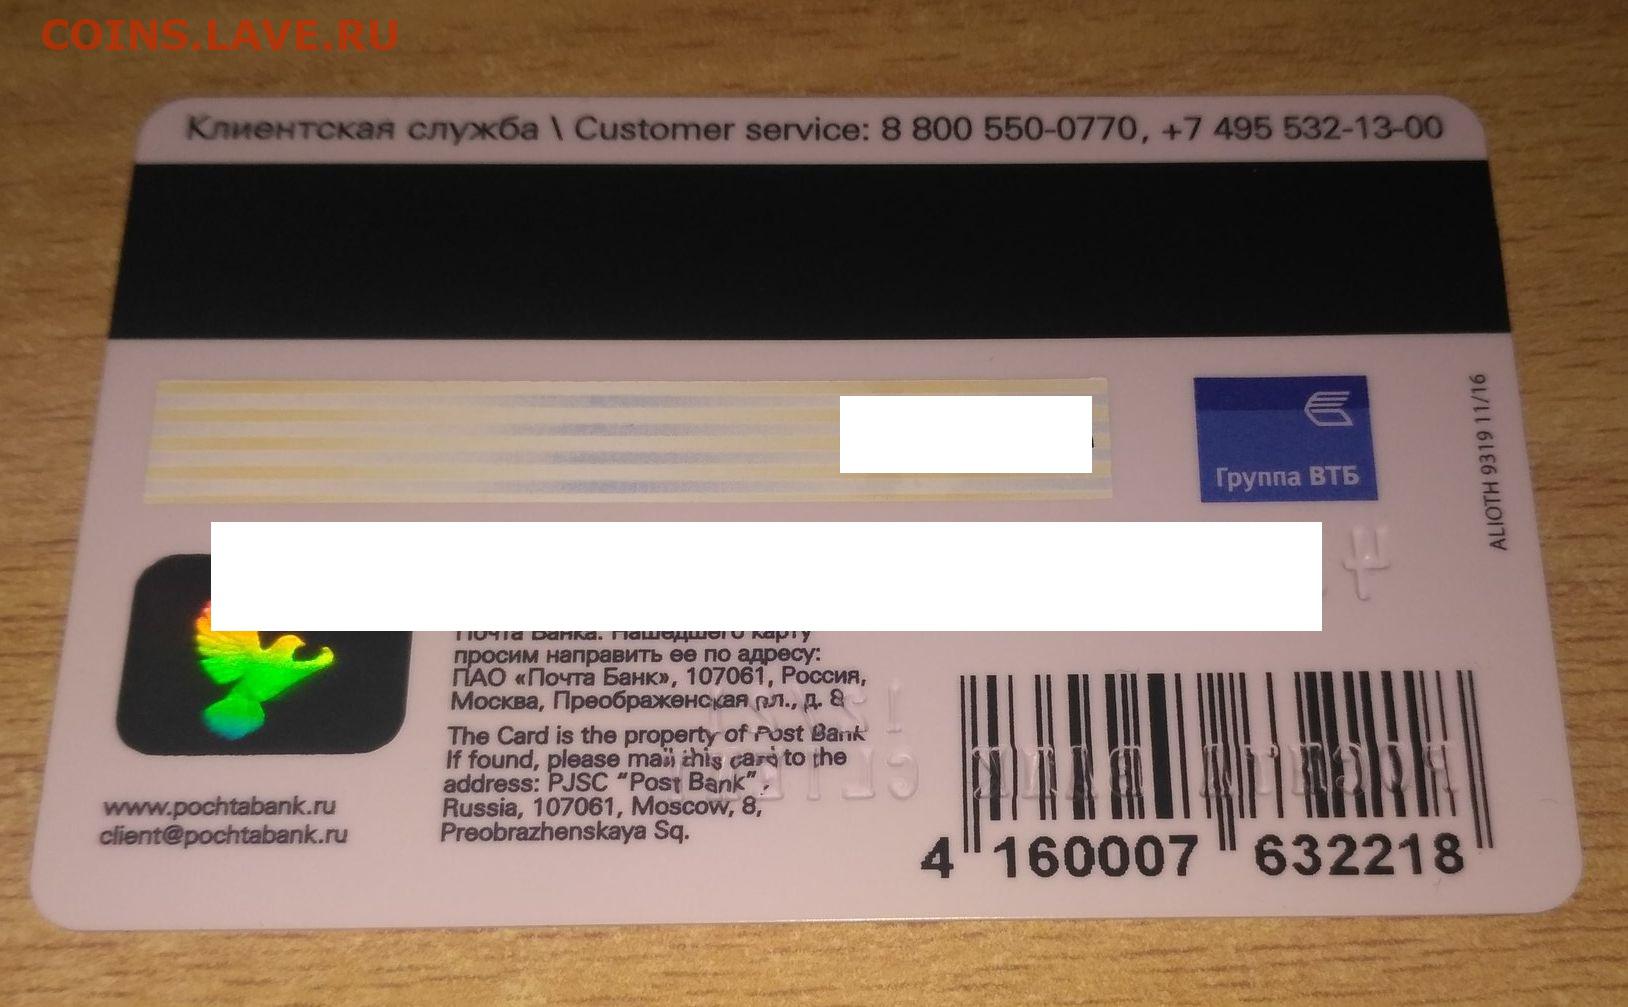 COINS.LAVE.RU
Клиентская служба \ Customer service: 8 800 550-0770, +7 495 532-13-00
Группа ВТБ
ALIOTH 9319 11/16
Почта Банка. Нашедшего карту
просим направить ее по адресу:
ПАО «Почта Банк», 107061, Россия,
Москва, Преображенская пл., д. 8
The Card is the property of Post Bank
If found, please mail this card to the
address: PJSC “Post Bank”,
Russia, 107061, Moscow, 8,
Preobrazhenskaya Sq.
www.pochtabank.ru
client@pochtabank.ru
4 160007 632218